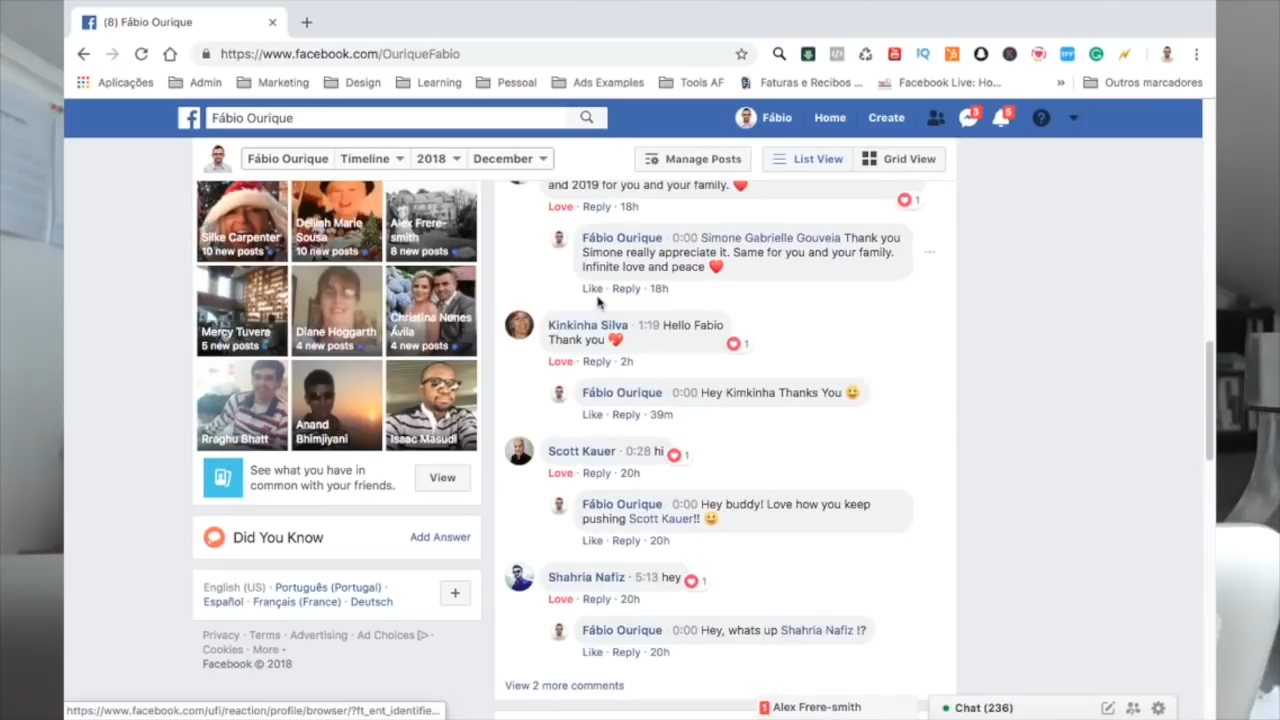 (8) Fábio Ourique
https://www.facebook.com/OuriqueFabio
IQ
TFF
Aplicações Admin Marketing Design Learning Pessoal Ads Examples Tools AF Faturas e Recibos ... Facebook Live: Ho... » Outros marcadores
Fábio Ourique
Fábio Home Create 3 5
Fábio Ourique Timeline 2018 December Manage Posts List View Grid View
Silke Carpenter
10 new posts
Delilah Marie
Sousa
10 new posts
Alex Frere-
smith
8 new posts
Mercy Tuvera
5 new posts
Diane Hoggarth
4 new posts
Christina Nunes
Ávila
4 new posts
Rraghu Bhatt
Anand
Bhimjiyani
Isaac Masudi
See what you have in
common with your friends.
View
Did You Know Add Answer
English (US) · Português (Portugal) ·
Español · Français (France) · Deutsch
+
Privacy · Terms · Advertising · Ad Choices ·
Cookies · More
Facebook © 2018
and 2019 for you and your family. ❤️
1
Love · Reply · 18h
Fábio Ourique 0:00 Simone Gabrielle Gouveia Thank you
Simone really appreciate it. Same for you and your family.
Infinite love and peace ❤️
Like · Reply · 18h
Kinkinha Silva · 1:19 Hello Fabio
Thank you 💖
1
Love · Reply · 2h
Fábio Ourique 0:00 Hey Kimkinha Thanks You 😃
Like · Reply · 39m
Scott Kauer · 0:28 hi 1
Love · Reply · 20h
Fábio Ourique 0:00 Hey buddy! Love how you keep
pushing Scott Kauer!! 😃
Like · Reply · 20h
Shahria Nafiz · 5:13 hey 1
Love · Reply · 20h
Fábio Ourique 0:00 Hey, whats up Shahria Nafiz !?
Like · Reply · 20h
View 2 more comments
https://www.facebook.com/ufi/reaction/profile/browser/?ft_ent_identifie...
1 Alex Frere-smith
Chat (236)